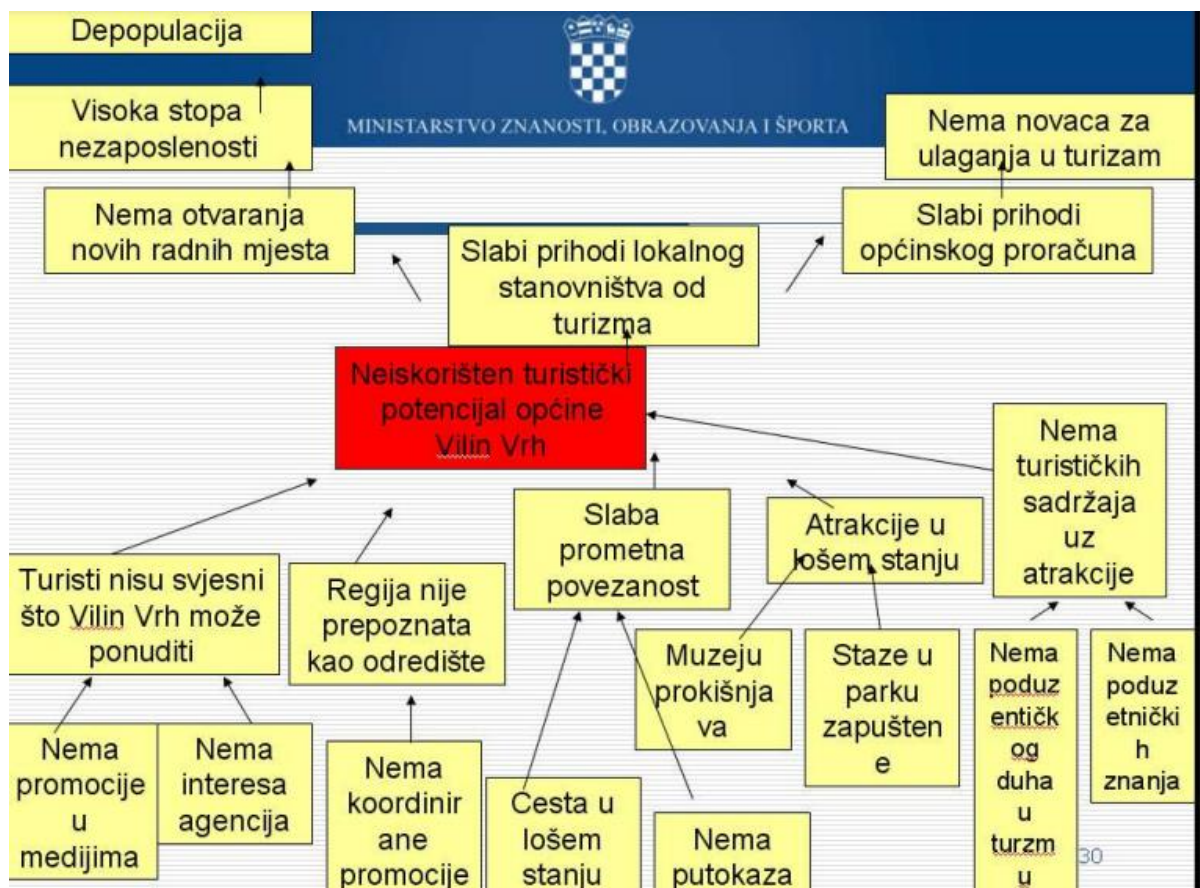 Depopulacija
Visoka stopa
nezaposlenosti
MINISTARSTVO ZNANOSTI, OBRAZOVANJA I ŠPORTA
Nema novaca za
ulaganja u turizam
Nema otvaranja
novih radnih mjesta
Slabi prihodi lokalnog
stanovništva od
turizma
Slabi prihodi
općinskog proračuna
Neiskorišten turistički
potencijal općine
Vilin Vrh
Nema
turističkih
sadržaja
uz
atrakcije
Slaba
prometna
povezanost
Atrakcije u
lošem stanju
Turisti nisu svjesni
što Vilin Vrh može
ponuditi
Regija nije
prepoznata
kao odredište
Muzeju
prokišnja
va
Staze u
parku
zapušten
e
Nema
poduz
entičk
og
duha
u
turzm
u
Nema
poduz
etnički
h
znanja
Nema
promocije
u
medijima
Nema
interesa
agencija
Nema
koordinir
ane
promocije
Cesta u
lošem
stanju
Nema
putokaza
30